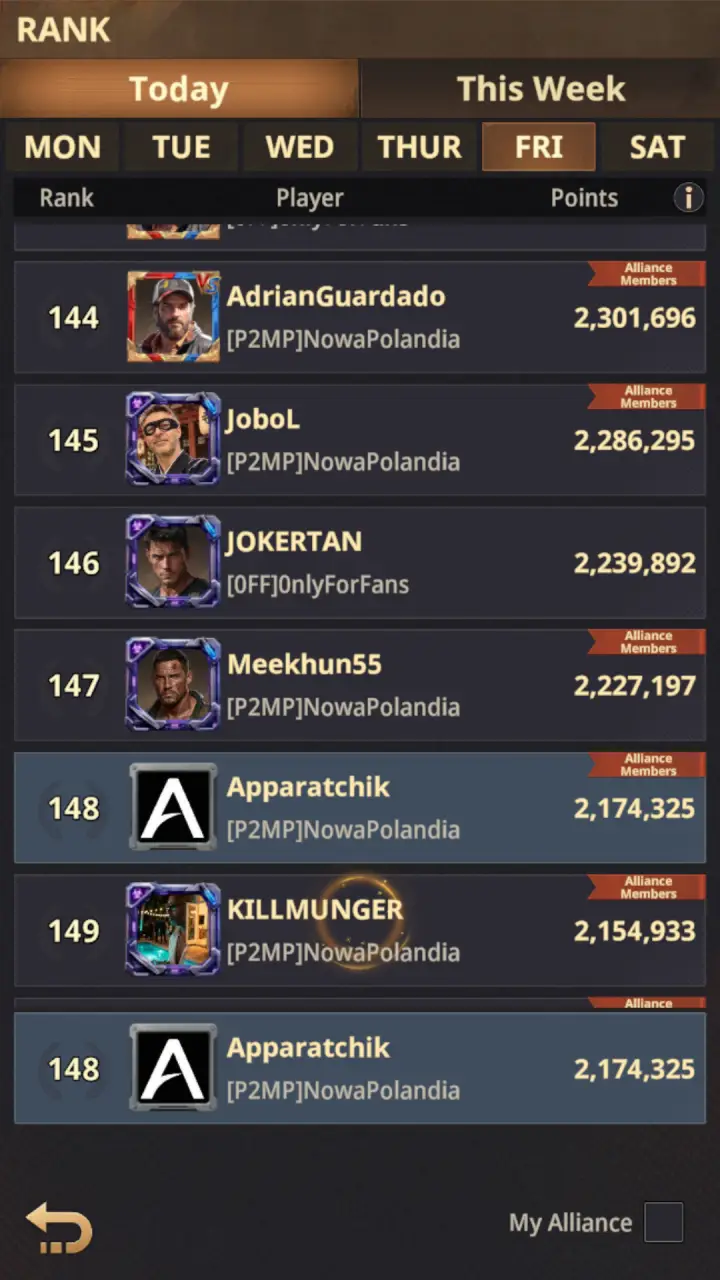 RANK
Today
This Week
MON
TUE
WED
THUR
FRI
SAT
Rank
Player
Points
Alliance
Members
144
AdrianGuardado
[P2MP]NowaPolandia
2,301,696
Alliance
Members
145
JoboL
[P2MP]NowaPolandia
2,286,295
146
JOKERTAN
[0FF]0nlyForFans
2,239,892
Alliance
Members
147
Meekhun55
[P2MP]NowaPolandia
2,227,197
Alliance
Members
148
Apparatchik
[P2MP]NowaPolandia
2,174,325
Alliance
Members
149
KILLMUNGER
[P2MP]NowaPolandia
2,154,933
Alliance
148
Apparatchik
[P2MP]NowaPolandia
2,174,325
My Alliance